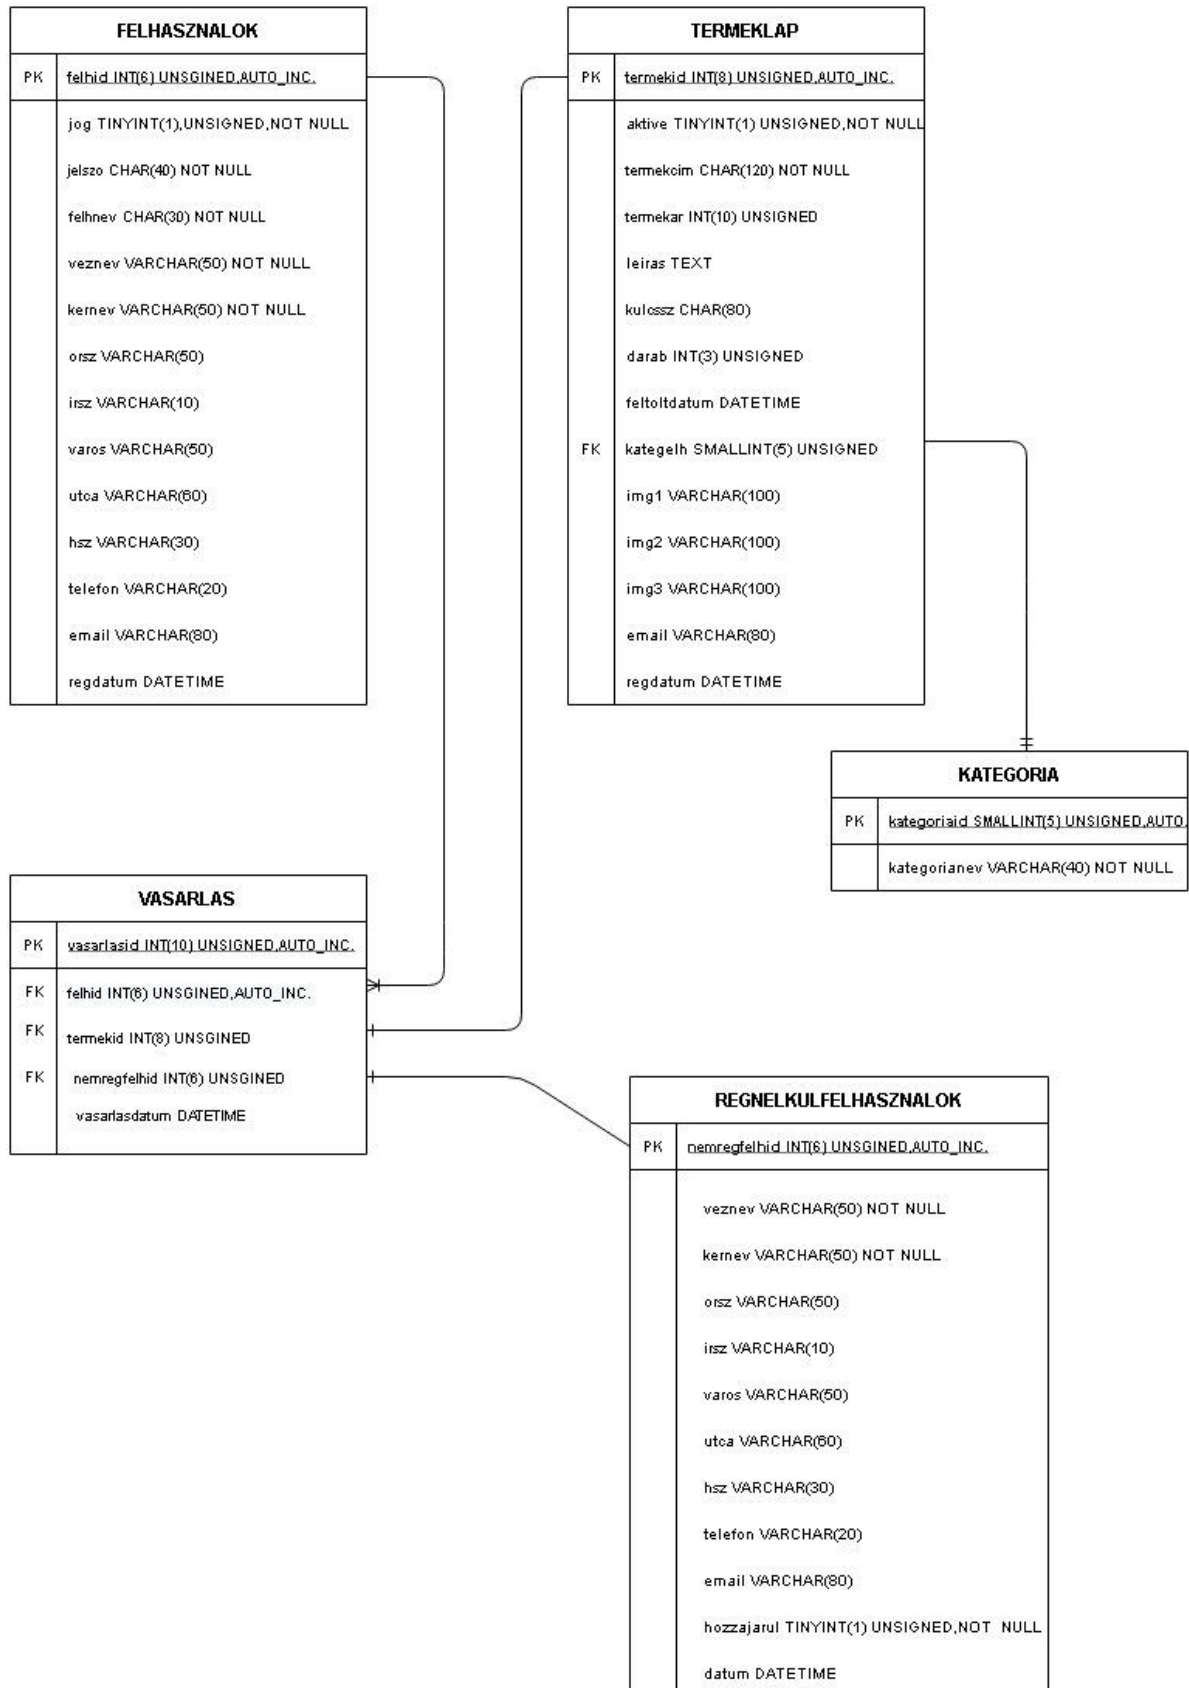 FELHASZNALOK
PK felhid INT(6) UNSGINED,AUTO_INC.
jog TINYINT(1),UNSIGNED,NOT NULL
jelszo CHAR(40) NOT NULL
felhnev CHAR(30) NOT NULL
veznev VARCHAR(50) NOT NULL
kernev VARCHAR(50) NOT NULL
orsz VARCHAR(50)
irsz VARCHAR(10)
varos VARCHAR(50)
utca VARCHAR(60)
hsz VARCHAR(30)
telefon VARCHAR(20)
email VARCHAR(80)
regdatum DATETIME
TERMEKLAP
PK termekid INT(8) UNSIGNED,AUTO_INC.
aktive TINYINT(1) UNSIGNED,NOT NULL
termekcim CHAR(120) NOT NULL
termekar INT(10) UNSIGNED
leiras TEXT
kulcssz CHAR(80)
darab INT(3) UNSIGNED
feltoltdatum DATETIME
FK kategelh SMALLINT(5) UNSIGNED
img1 VARCHAR(100)
img2 VARCHAR(100)
img3 VARCHAR(100)
email VARCHAR(80)
regdatum DATETIME
KATEGORIA
PK kategoriaid SMALLINT(5) UNSIGNED,AUTO.
kategorianev VARCHAR(40) NOT NULL
VASARLAS
PK vasarlasid INT(10) UNSIGNED,AUTO_INC.
FK felhid INT(6) UNSGINED,AUTO_INC.
FK termekid INT(8) UNSGINED
FK nemregfelhid INT(6) UNSGINED
vasarlasdatum DATETIME
REGNELKULFELHASZNALOK
PK nemregfelhid INT(6) UNSGINED,AUTO_INC.
veznev VARCHAR(50) NOT NULL
kernev VARCHAR(50) NOT NULL
orsz VARCHAR(50)
irsz VARCHAR(10)
varos VARCHAR(50)
utca VARCHAR(60)
hsz VARCHAR(30)
telefon VARCHAR(20)
email VARCHAR(80)
hozzajarul TINYINT(1) UNSIGNED,NOT NULL
datum DATETIME